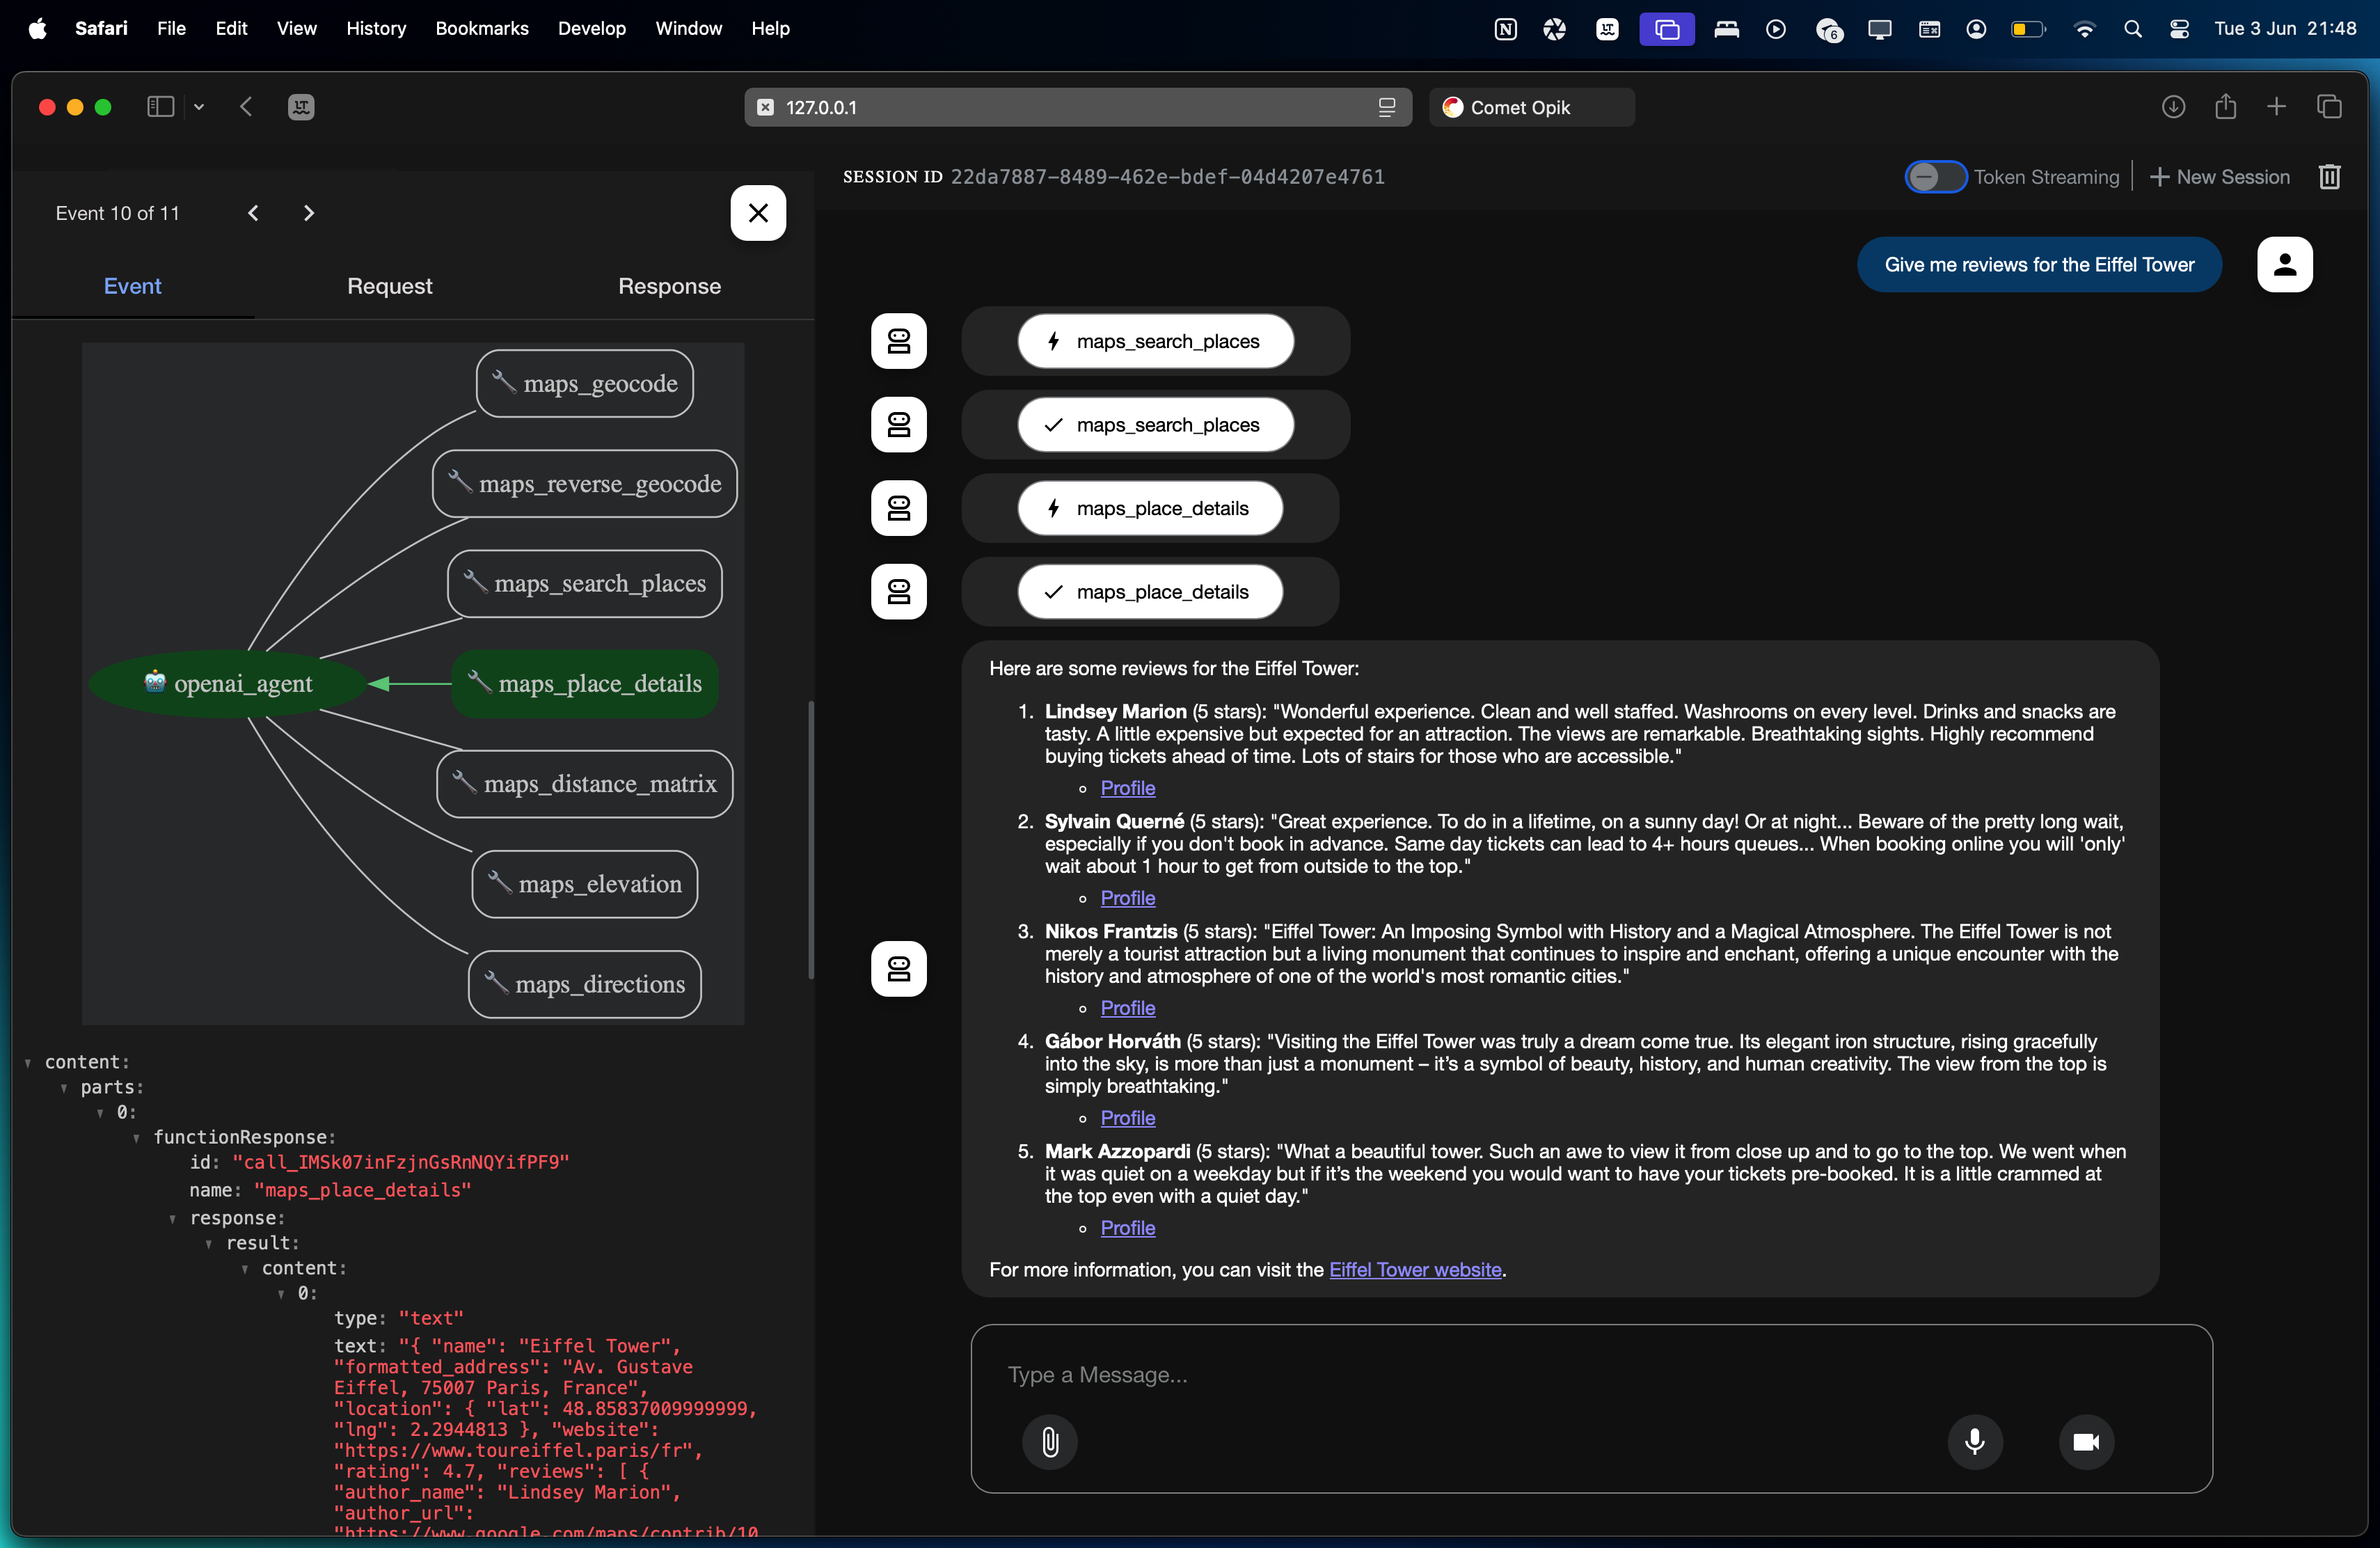 Safari File Edit View History Bookmarks Develop Window Help
6
Tue 3 Jun 21:48
127.0.0.1
Comet Opik
Event 10 of 11
Event Request Response
maps_geocode
maps_reverse_geocode
maps_search_places
openai_agent
maps_place_details
maps_distance_matrix
maps_elevation
maps_directions
content:
parts:
0:
functionResponse:
id: "call_IMSk07inFzjnGsRnNQYifPF9"
name: "maps_place_details"
response:
result:
content:
0:
type: "text"
text: "{ "name": "Eiffel Tower",
"formatted_address": "Av. Gustave
Eiffel, 75007 Paris, France",
"location": { "lat": 48.85837009999999,
"lng": 2.2944813 }, "website":
"https://www.toureiffel.paris/fr",
"rating": 4.7, "reviews": [ {
"author_name": "Lindsey Marion",
"author_url":
"https://www.google.com/maps/contrib/10
SESSION ID 22da7887-8489-462e-bdef-04d4207e4761
Token Streaming
New Session
Give me reviews for the Eiffel Tower
maps_search_places
maps_search_places
maps_place_details
maps_place_details
Here are some reviews for the Eiffel Tower:
1. Lindsey Marion (5 stars): "Wonderful experience. Clean and well staffed. Washrooms on every level. Drinks and snacks are
tasty. A little expensive but expected for an attraction. The views are remarkable. Breathtaking sights. Highly recommend
buying tickets ahead of time. Lots of stairs for those who are accessible."
Profile
2. Sylvain Querné (5 stars): "Great experience. To do in a lifetime, on a sunny day! Or at night... Beware of the pretty long wait,
especially if you don't book in advance. Same day tickets can lead to 4+ hours queues... When booking online you will 'only'
wait about 1 hour to get from outside to the top."
Profile
3. Nikos Frantzis (5 stars): "Eiffel Tower: An Imposing Symbol with History and a Magical Atmosphere. The Eiffel Tower is not
merely a tourist attraction but a living monument that continues to inspire and enchant, offering a unique encounter with the
history and atmosphere of one of the world's most romantic cities."
Profile
4. Gábor Horváth (5 stars): "Visiting the Eiffel Tower was truly a dream come true. Its elegant iron structure, rising gracefully
into the sky, is more than just a monument – it’s a symbol of beauty, history, and human creativity. The view from the top is
simply breathtaking."
Profile
5. Mark Azzopardi (5 stars): "What a beautiful tower. Such an awe to view it from close up and to go to the top. We went when
it was quiet on a weekday but if it’s the weekend you would want to have your tickets pre-booked. It is a little crammed at
the top even with a quiet day."
Profile
For more information, you can visit the Eiffel Tower website.
Type a Message...